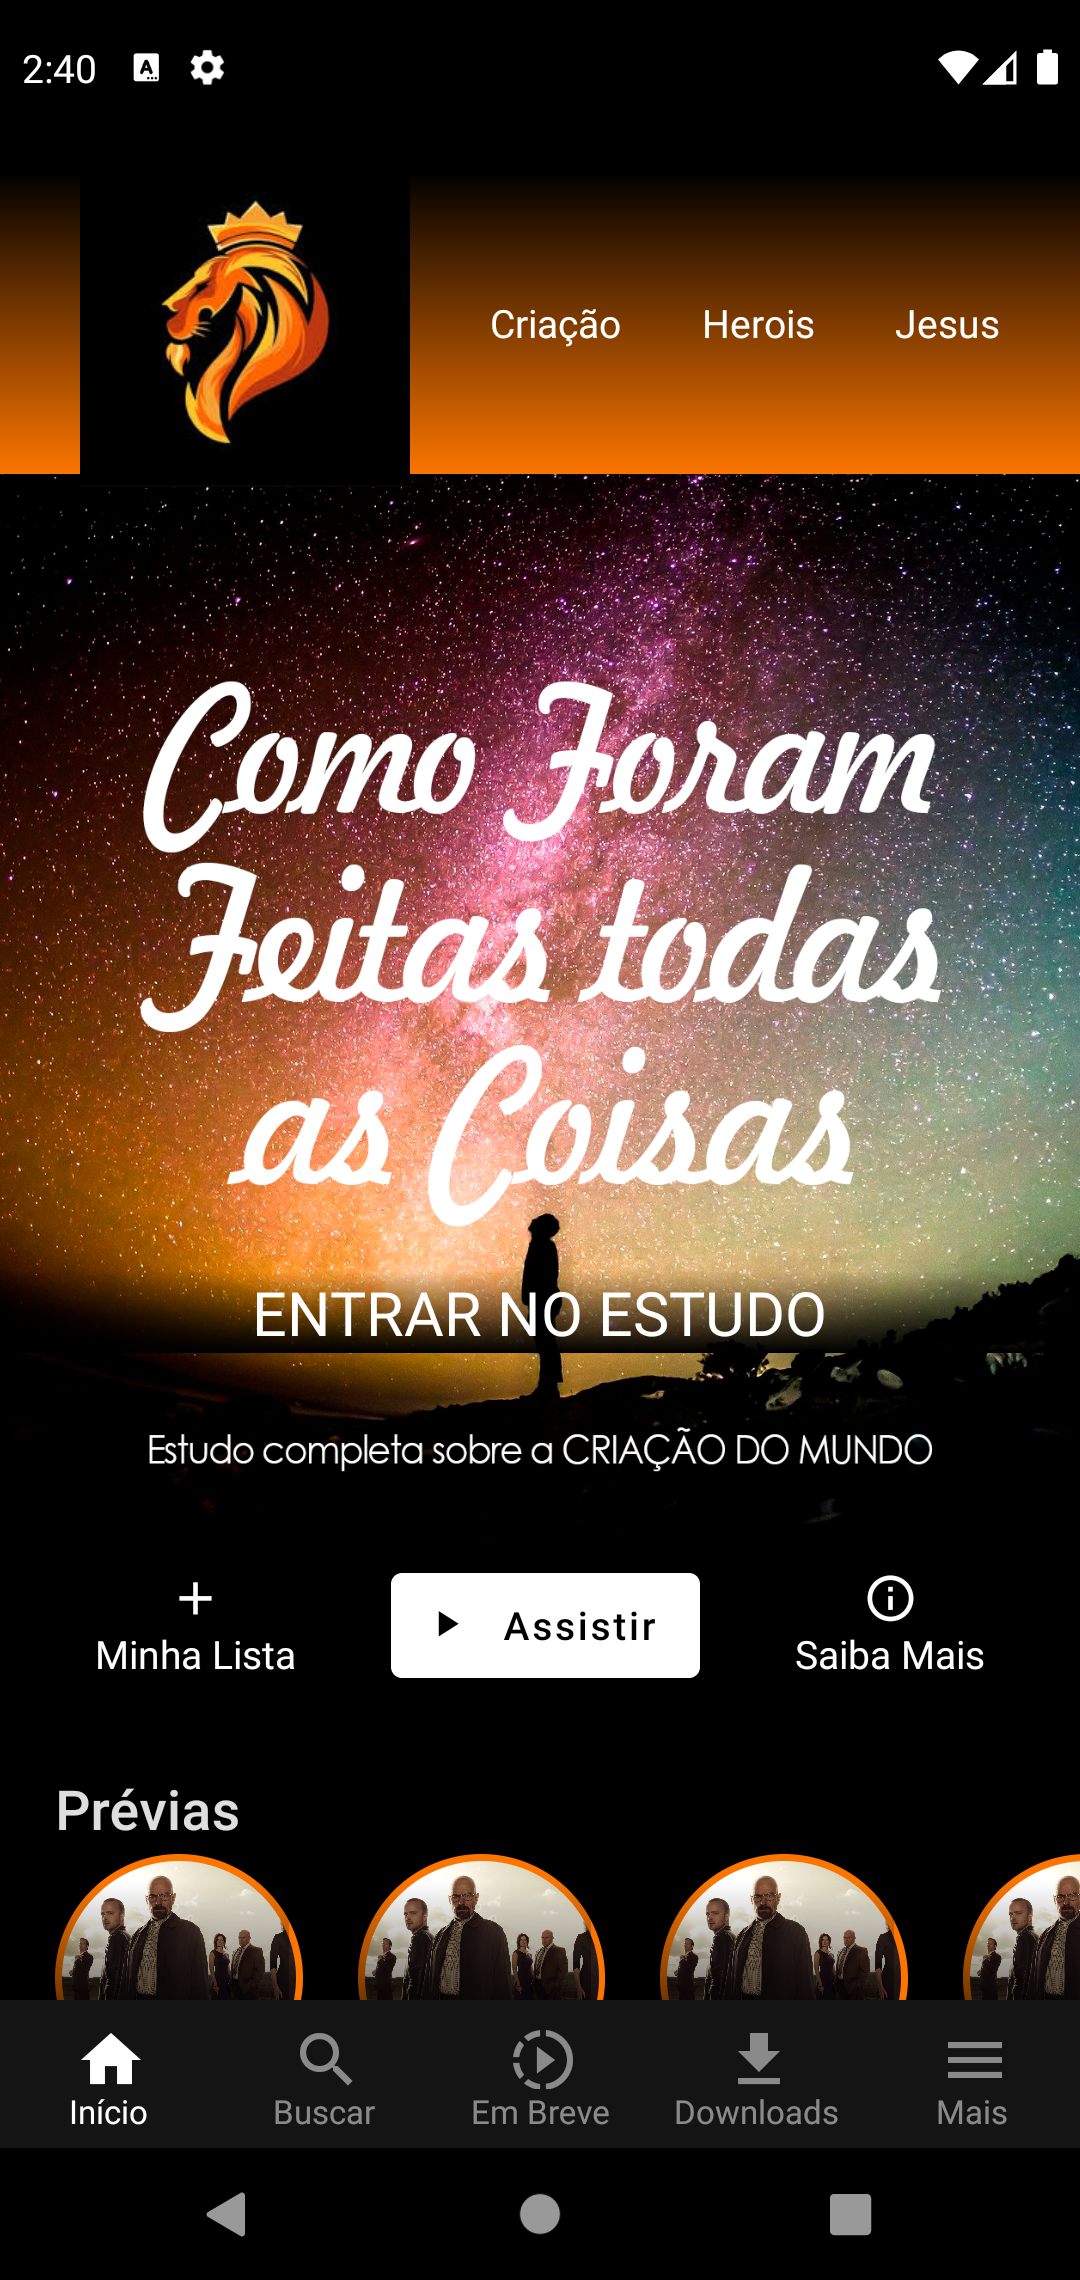 2:40
Criação Herois Jesus
Como Foram
Feitas todas
as Coisas
ENTRAR NO ESTUDO
Estudo completa sobre a CRIAÇÃO DO MUNDO
Minha Lista
Assistir
Saiba Mais
Prévias
Início Buscar Em Breve Downloads Mais